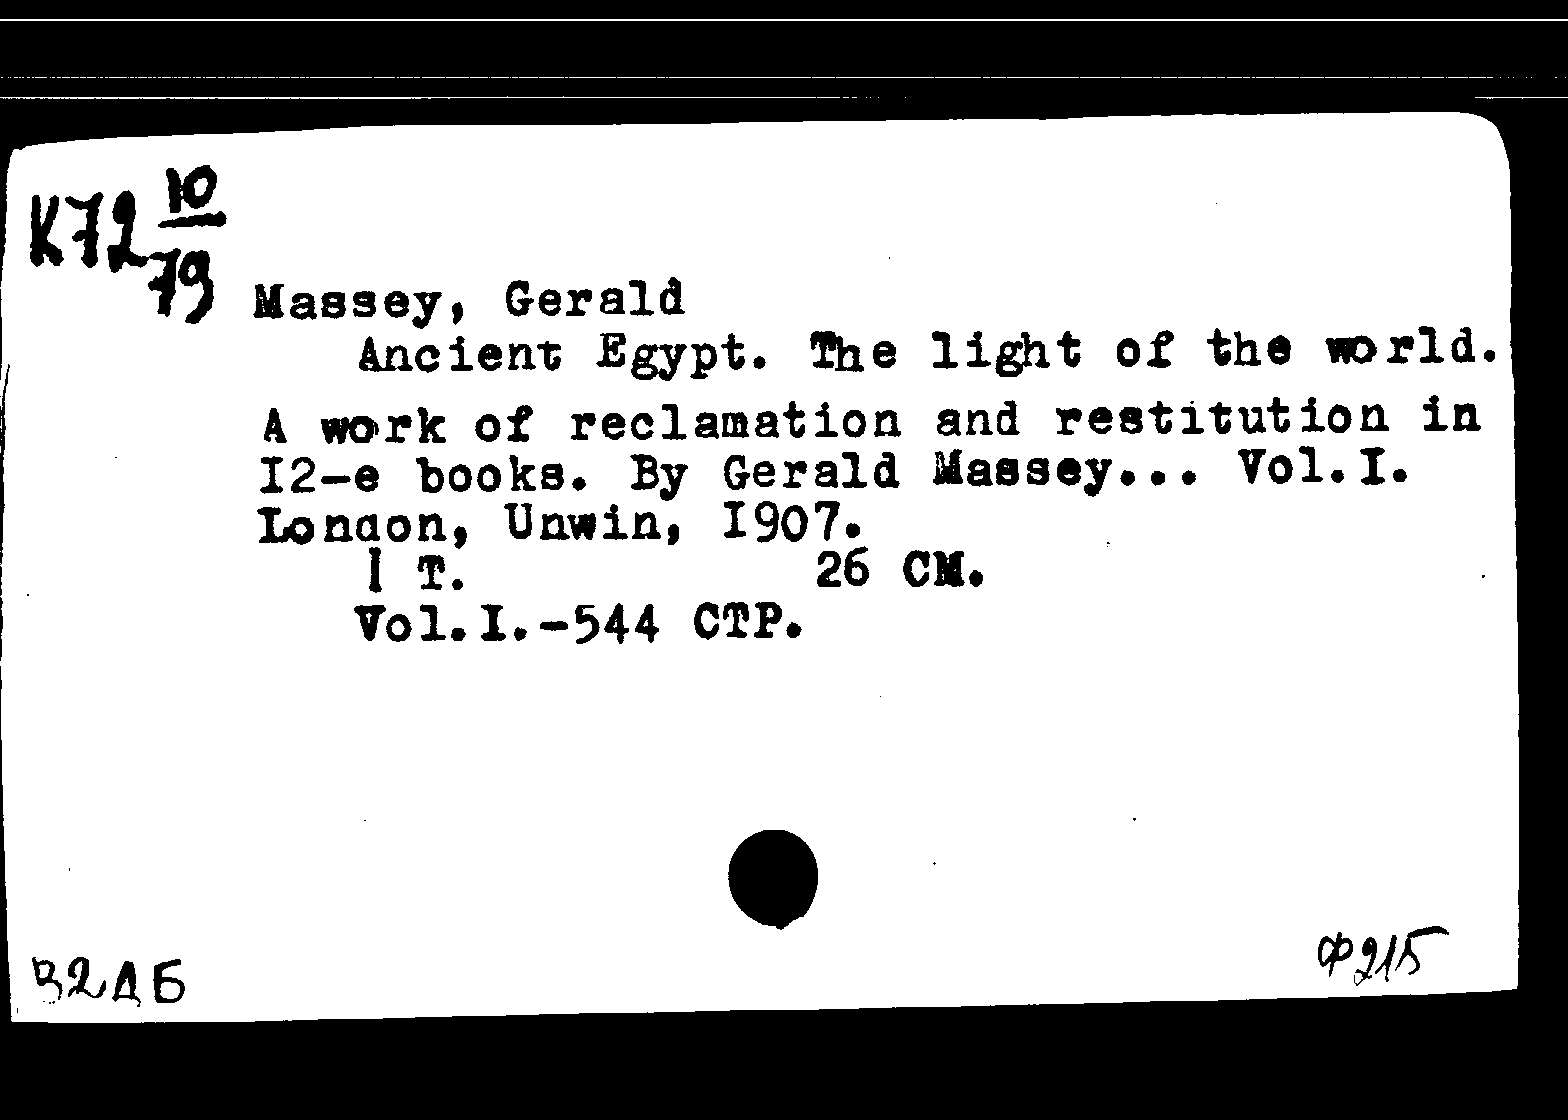 K72 10/79
Massey, Gerald
Ancient Egypt. The light of the world.
A work of reclamation and restitution in
I2-e books. By Gerald Massey... Vol.I.
London, Unwin, I907.
I T. 26 CM.
Vol.I.-544 CTP.
В2ДБ
Ф215